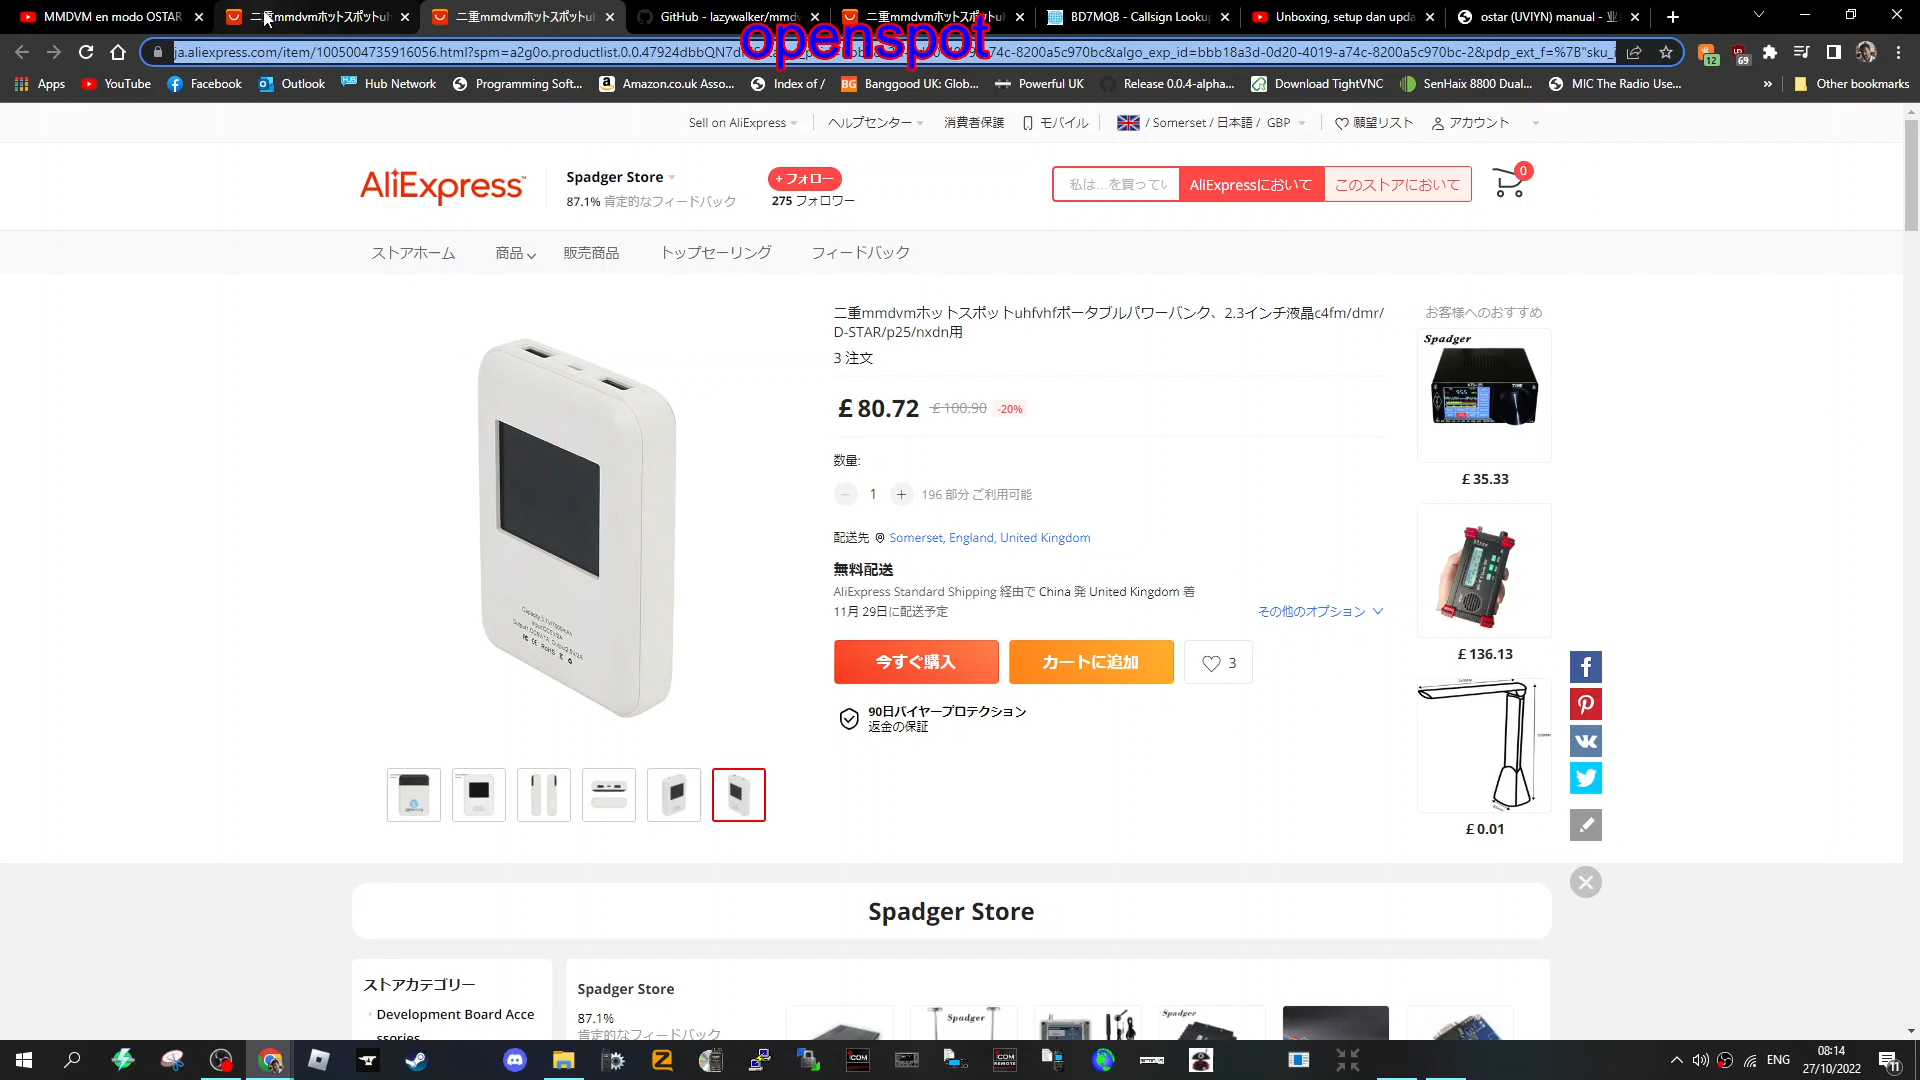 MMDVM en modo OSTAR
二重mmdvmホットスポットuh
二重mmdvmホットスポットuh
GitHub - lazywalker/mmdv
二重mmdvmホットスポットuh
BD7MQB - Callsign Lookup
Unboxing, setup dan upda
ostar (UVIYN) manual -
openspot
Apps
YouTube
Facebook
Outlook
Hub Network
Programming Soft...
Amazon.co.uk Asso...
Index of /
Banggood UK: Glob...
Powerful UK
Release 0.0.4-alpha...
Download TightVNC
SenHaix 8800 Dual...
MIC The Radio Use...
»
Other bookmarks
12
69
Sell on AliExpress
ヘルプセンター
消費者保護
モバイル
/ Somerset / 日本語 / GBP
願望リスト
アカウント
AliExpress
Spadger Store
87.1% 肯定的なフィードバック
+ フォロー
275 フォロワー
私は...を買ってい
AliExpressにおいて
このストアにおいて
0
ストアホーム
商品
販売商品
トップセーリング
フィードバック
二重mmdvmホットスポットuhfvhfポータブルパワーバンク、2.3インチ液晶c4fm/dmr/
D-STAR/p25/nxdn用
3 注文
£80.72
£100.90
-20%
数量:
1
196 部分 ご利用可能
配送先
Somerset, England, United Kingdom
無料配送
AliExpress Standard Shipping 経由で China 発 United Kingdom 着
11月 29日に配送予定
その他のオプション
今すぐ購入
カートに追加
3
90日バイヤープロテクション
返金の保証
お客様へのおすすめ
Spadger
£35.33
£136.13
£0.01
Spadger Store
ストアカテゴリー
Development Board Acce
ssories
Spadger Store
87.1%
肯定的なフィードバック
Spadger
Spadger
ENG
08:14
27/10/2022
11